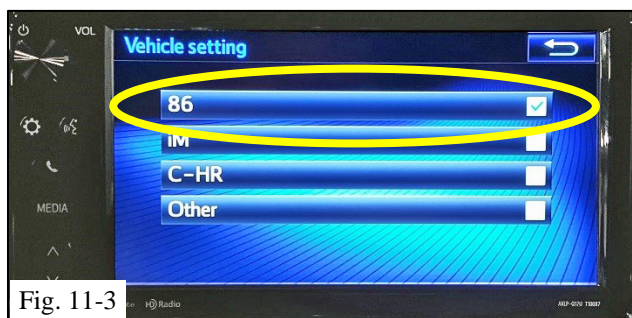 VOL
Vehicle setting
86
iM
C-HR
Other
MEDIA
Fig. 11-3
HD Radio